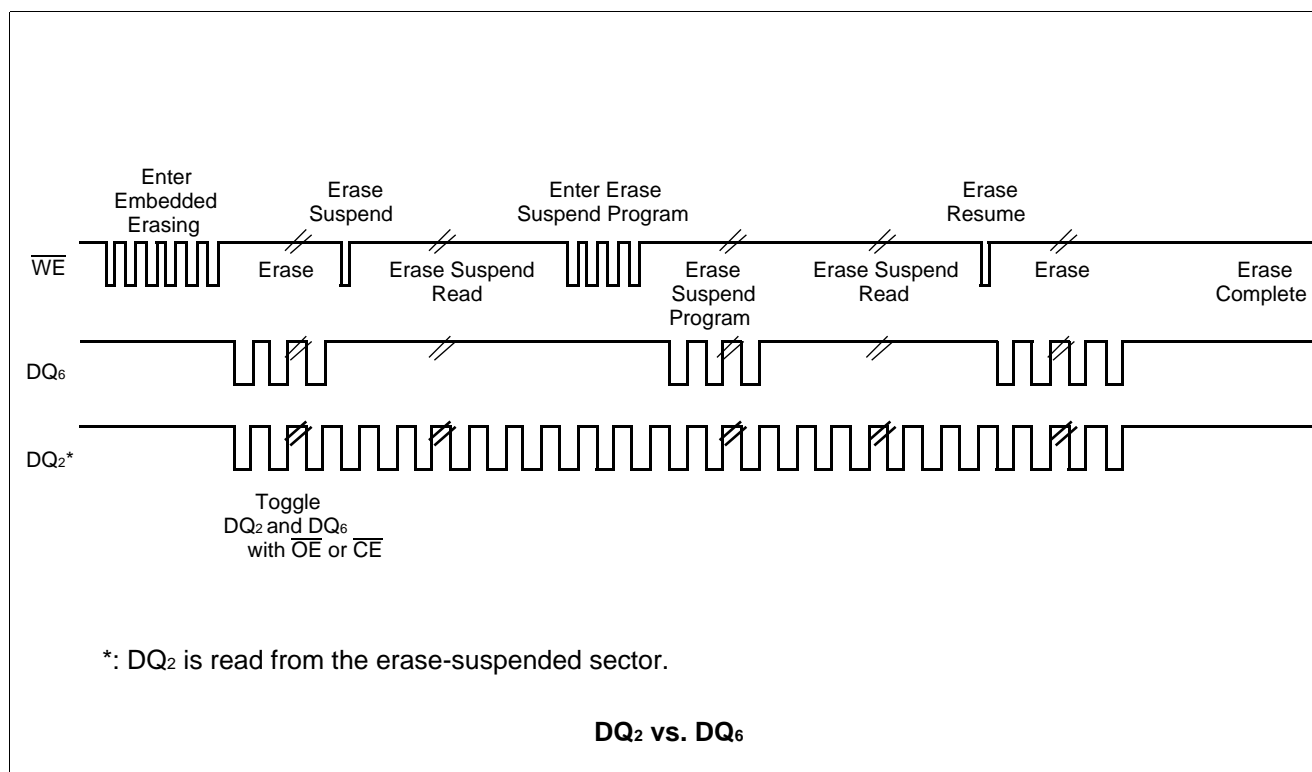 Enter
Embedded
Erasing
Erase
Suspend
Enter Erase
Suspend Program
Erase
Resume
WE
Erase
Erase Suspend
Read
Erase
Suspend
Program
Erase Suspend
Read
Erase
Erase
Complete
DQ6
DQ2*
Toggle
DQ2 and DQ6
with OE or CE
*: DQ2 is read from the erase-suspended sector.
DQ2 vs. DQ6